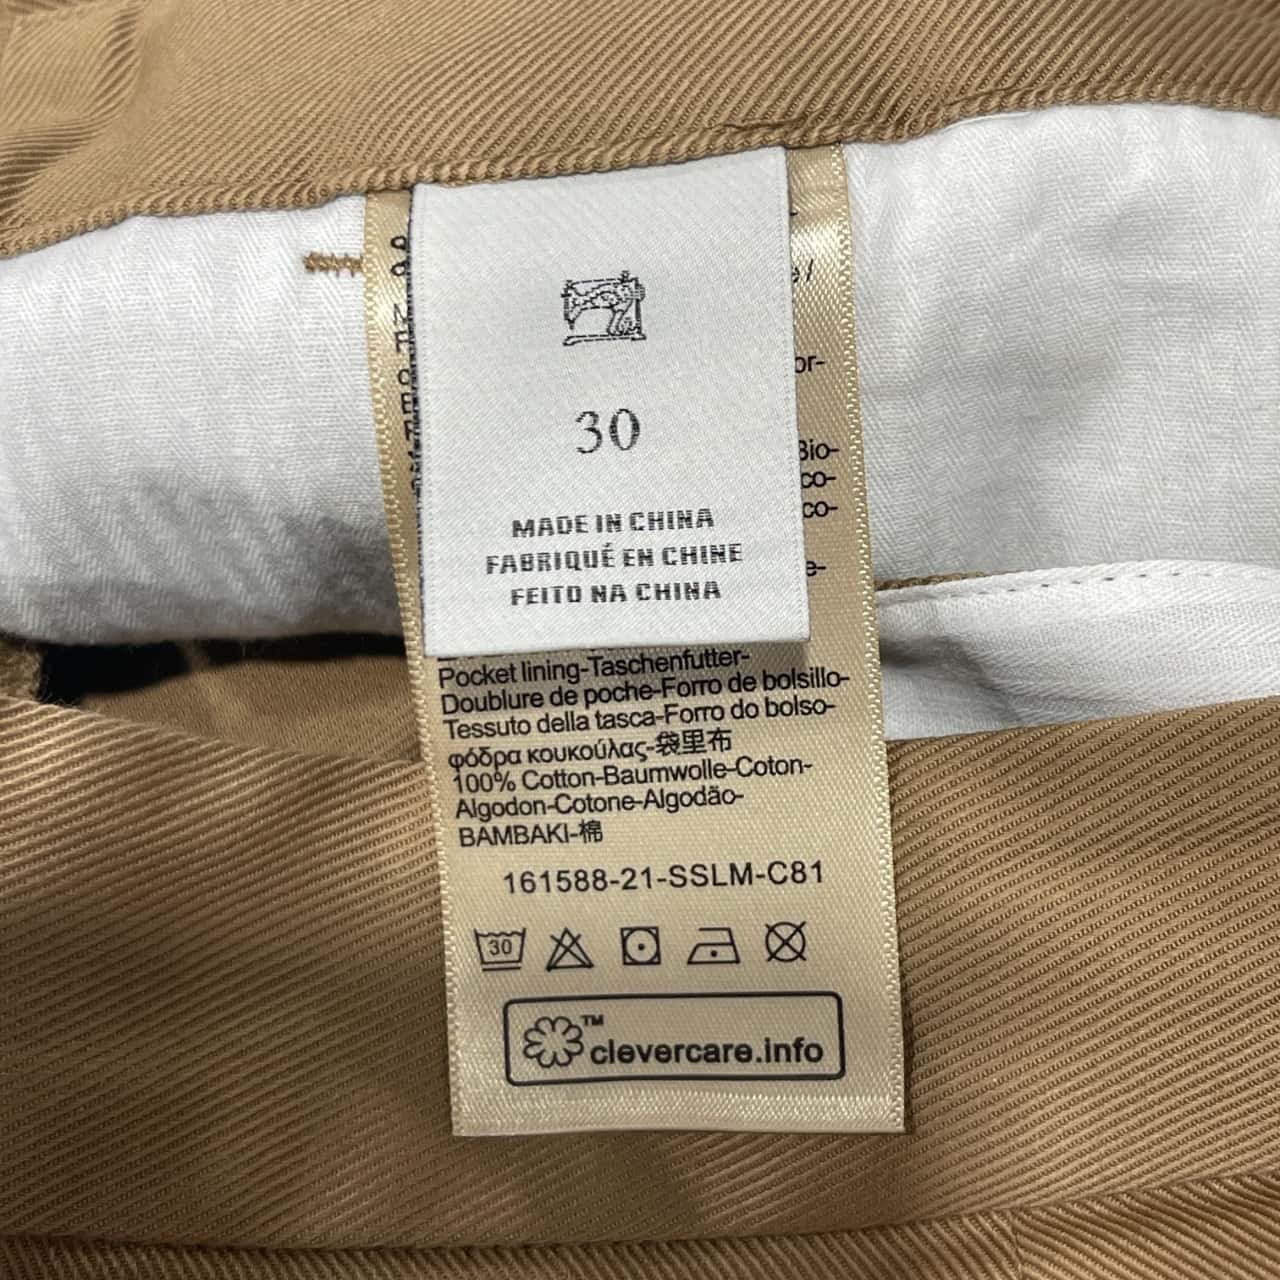 30
MADE IN CHINA
FABRIQUÉ EN CHINE
FEITO NA CHINA
Pocket lining-Taschenfutter-
Doublure de poche-Forro de bolsillo-
Tessuto della tasca-Forro do bolso-
φόδρα κουκούλας-袋里布
100% Cotton-Baumwolle-Coton-
Algodon-Cotone-Algodão-
BAMBAKI-棉
161588-21-SSLM-C81
30
™
clevercare.info